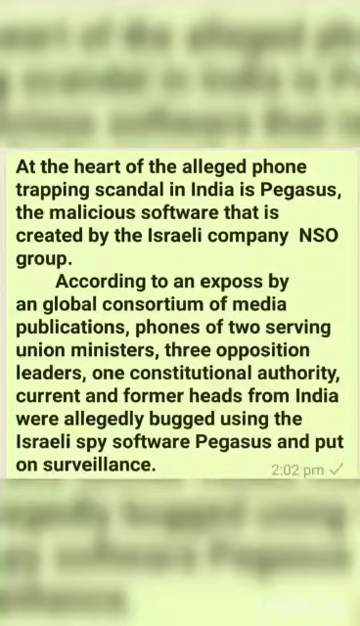 At the heart of the alleged phone
trapping scandal in India is Pegasus,
the malicious software that is
created by the Israeli company  NSO
group.
According to an exposs by
an global consortium of media
publications, phones of two serving
union ministers, three opposition
leaders, one constitutional authority,
current and former heads from India
were allegedly bugged using the
Israeli spy software Pegasus and put
on surveillance.
2:02 pm ✓